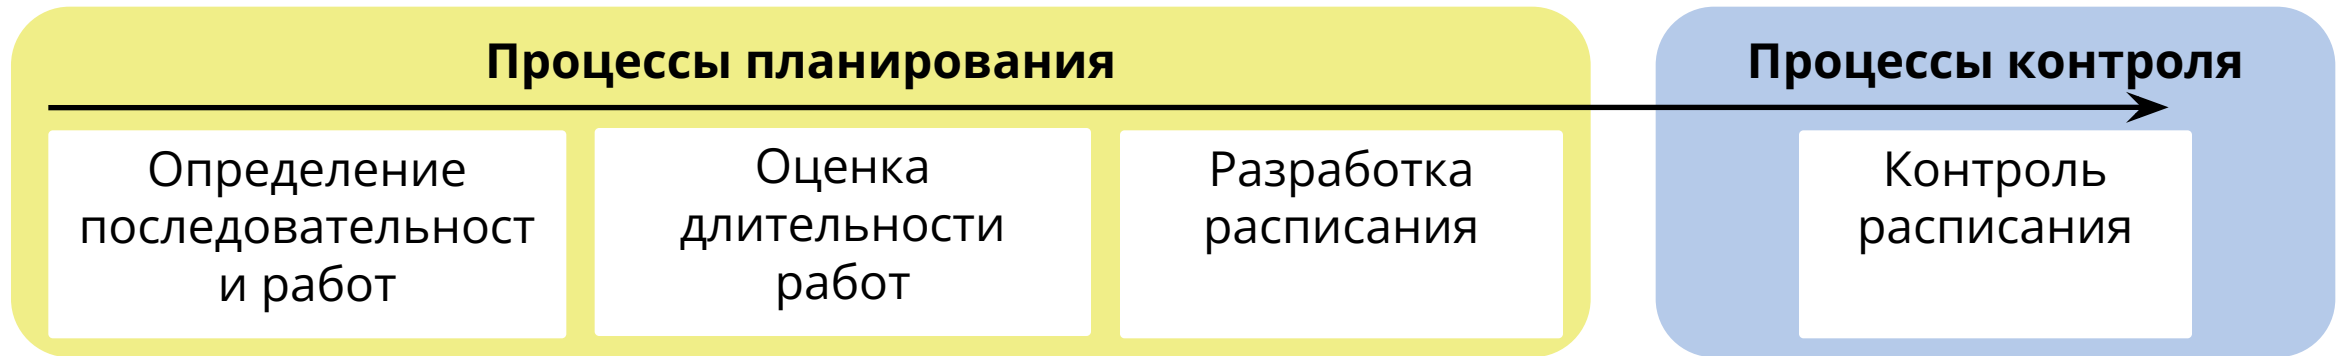 Процессы планирования
Определение
последовательност
и работ
Оценка
длительности
работ
Разработка
расписания
Процессы контроля
Контроль
расписания